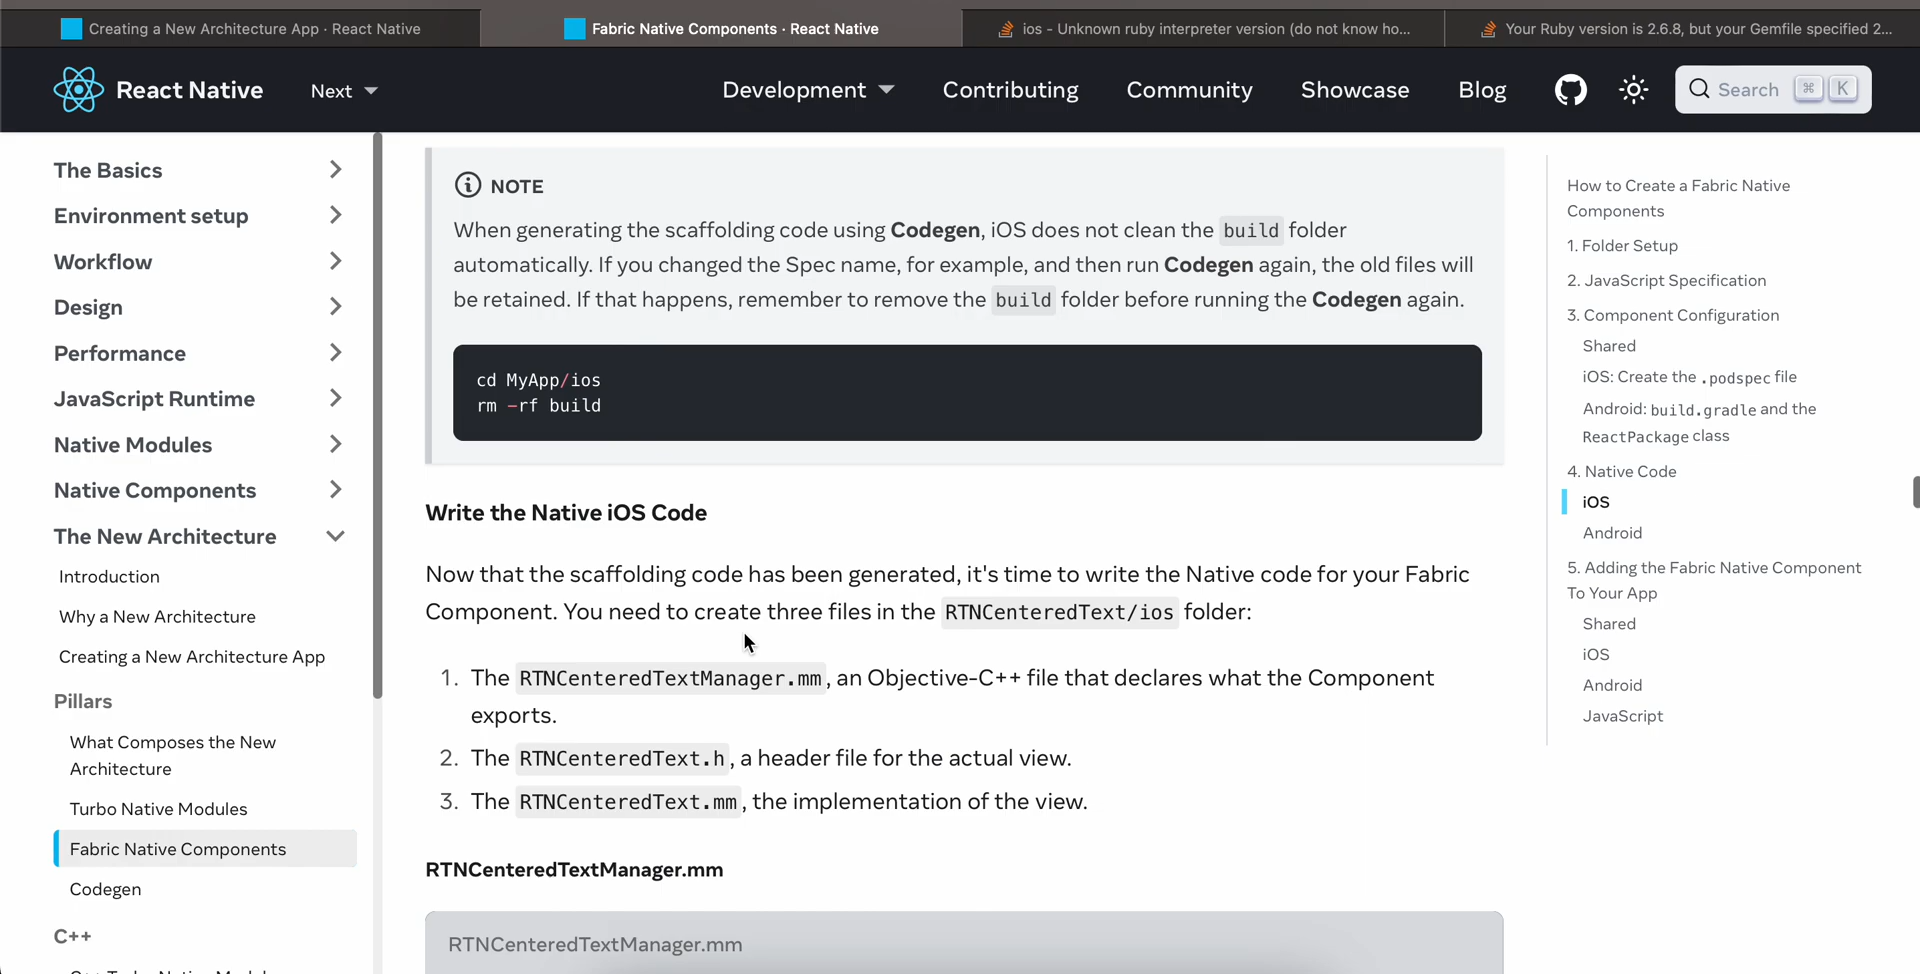 Creating a New Architecture App · React Native
Fabric Native Components · React Native
ios - Unknown ruby interpreter version (do not know ho...
Your Ruby version is 2.6.8, but your Gemfile specified 2...
React Native
Next
Development
Contributing
Community
Showcase
Blog
Search ⌘ K
The Basics
Environment setup
Workflow
Design
Performance
JavaScript Runtime
Native Modules
Native Components
The New Architecture
Introduction
Why a New Architecture
Creating a New Architecture App
Pillars
What Composes the New
Architecture
Turbo Native Modules
Fabric Native Components
Codegen
C++
NOTE
When generating the scaffolding code using Codegen, iOS does not clean the build folder
automatically. If you changed the Spec name, for example, and then run Codegen again, the old files will
be retained. If that happens, remember to remove the build folder before running the Codegen again.
cd MyApp/ios
rm -rf build
Write the Native iOS Code
Now that the scaffolding code has been generated, it's time to write the Native code for your Fabric
Component. You need to create three files in the RTNCenteredText/ios folder:
1. The RTNCenteredTextManager.mm, an Objective-C++ file that declares what the Component
exports.
2. The RTNCenteredText.h, a header file for the actual view.
3. The RTNCenteredText.mm, the implementation of the view.
RTNCenteredTextManager.mm
RTNCenteredTextManager.mm
How to Create a Fabric Native
Components
1. Folder Setup
2. JavaScript Specification
3. Component Configuration
Shared
iOS: Create the .podspec file
Android: build.gradle and the
ReactPackage class
4. Native Code
iOS
Android
5. Adding the Fabric Native Component
To Your App
Shared
iOS
Android
JavaScript